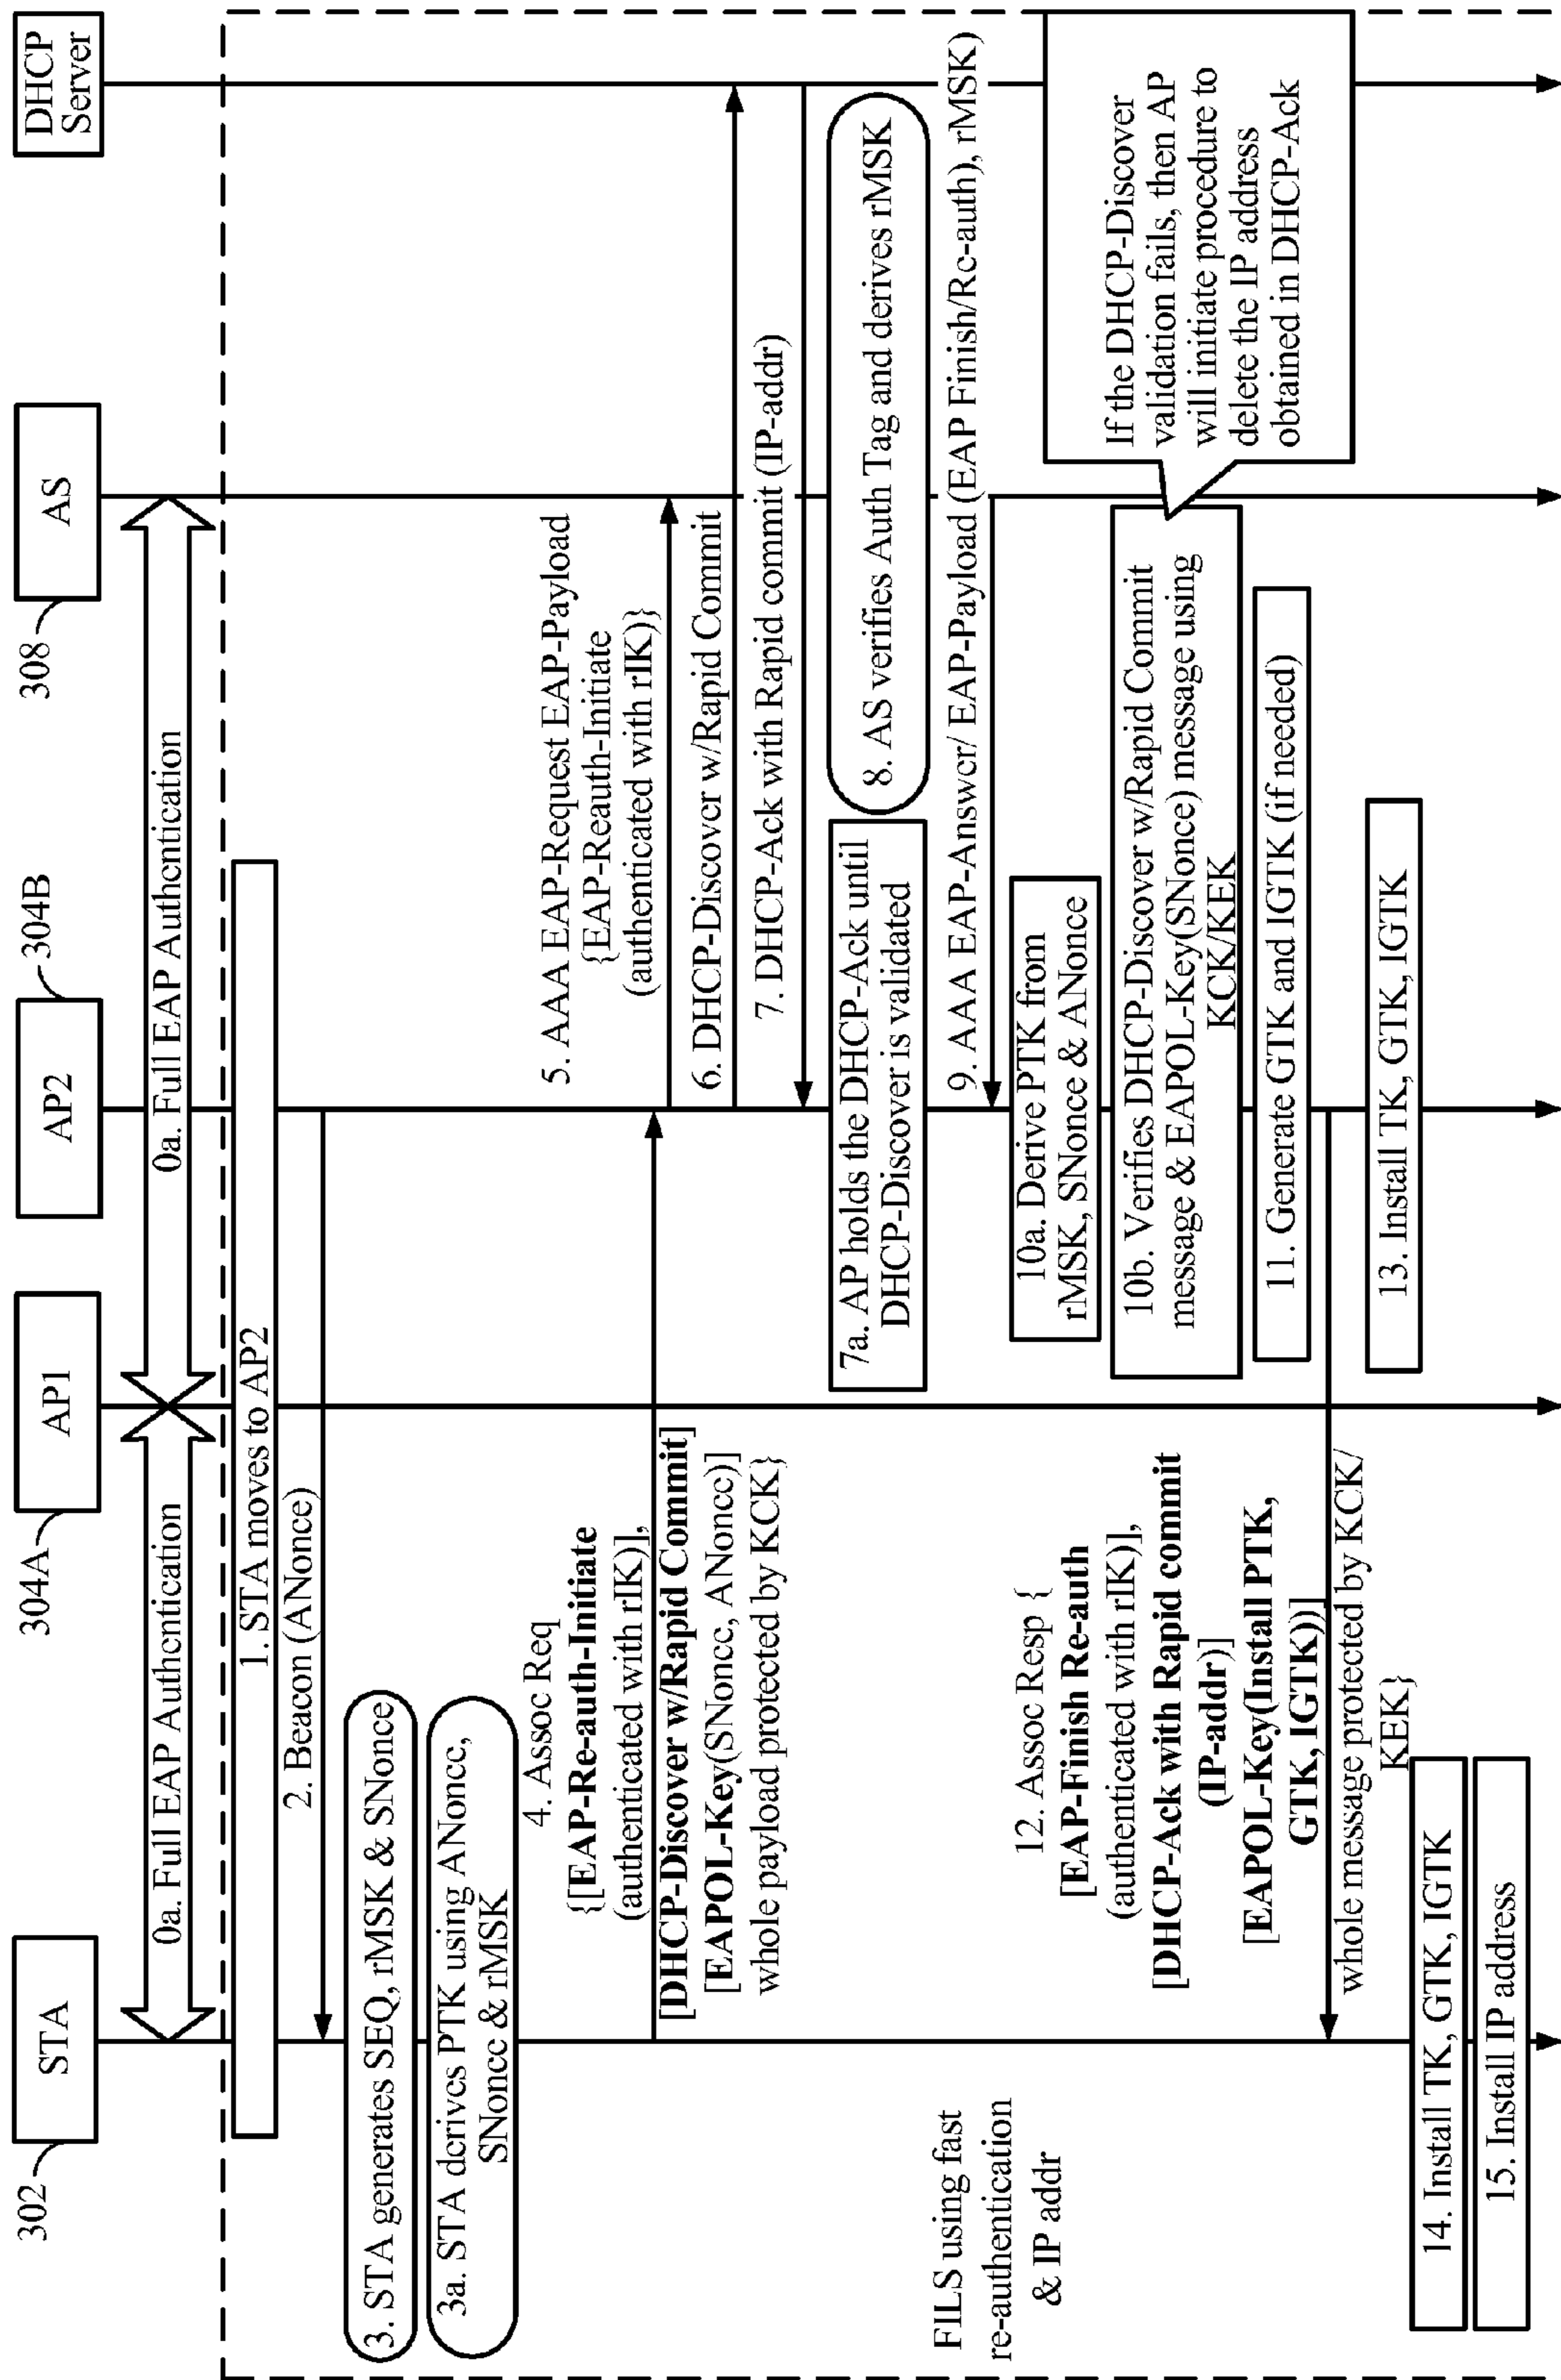 STA
302
AP1
304A
AP2
304B
AS
308
DHCP
Server
0a. Full EAP Authentication
0a. Full EAP Authentication
1. STA moves to AP2
2. Beacon (ANonce)
3. STA generates SEQ, rMSK & SNonce
3a. STA derives PTK using ANonce,
SNonce & rMSK
4. Assoc Req
{[EAP-Re-auth-Initiate
(authenticated with rIK)],
[DHCP-Discover w/Rapid Commit]
[EAPOL-Key(SNonce, ANonce)]
whole payload protected by KCK}
5. AAA EAP-Request EAP-Payload
{EAP-Reauth-Initiate
(authenticated with rIK)}
6. DHCP-Discover w/Rapid Commit
7. DHCP-Ack with Rapid commit (IP-addr)
7a. AP holds the DHCP-Ack until
DHCP-Discover is validated
8. AS verifies Auth Tag and derives rMSK
9. AAA EAP-Answer/ EAP-Payload (EAP Finish/Re-auth), rMSK)
10a. Derive PTK from
rMSK, SNonce & ANonce
10b. Verifies DHCP-Discover w/Rapid Commit
message & EAPOL-Key(SNonce) message using
KCK/KEK
If the DHCP-Discover
validation fails, then AP
will initiate procedure to
delete the IP address
obtained in DHCP-Ack
11. Generate GTK and IGTK (if needed)
12. Assoc Resp {
[EAP-Finish Re-auth
(authenticated with rIK)],
[DHCP-Ack with Rapid commit
(IP-addr)]
[EAPOL-Key(Install PTK,
GTK, IGTK))]
whole message protected by KCK/
KEK}
13. Install TK, GTK, IGTK
14. Install TK, GTK, IGTK
15. Install IP address
FILS using fast
re-authentication
& IP addr